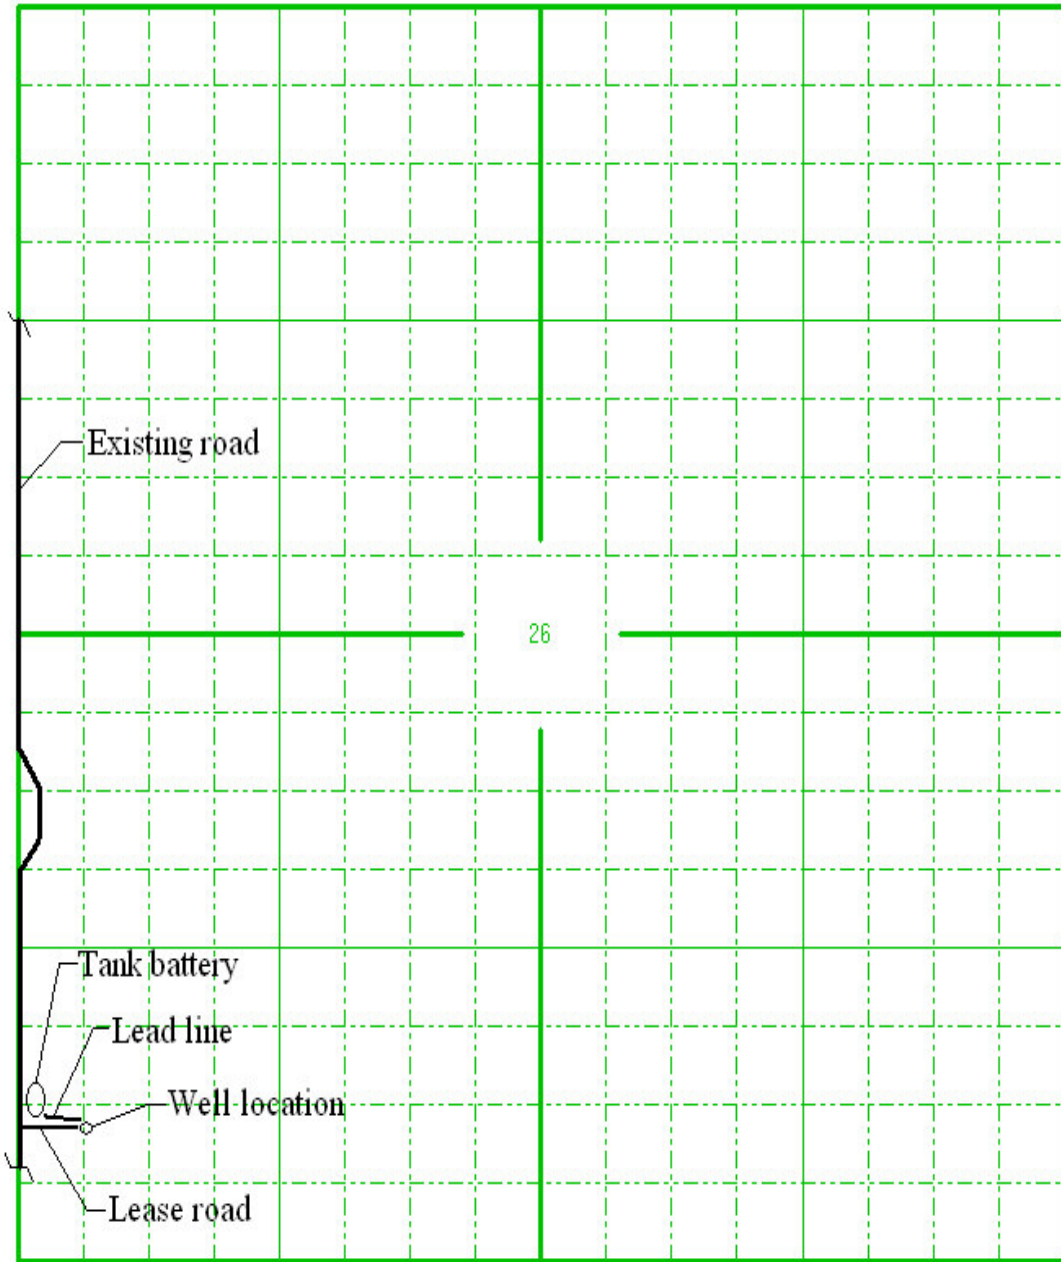 Existing road
26
Tank battery
Lead line
Well location
Lease road